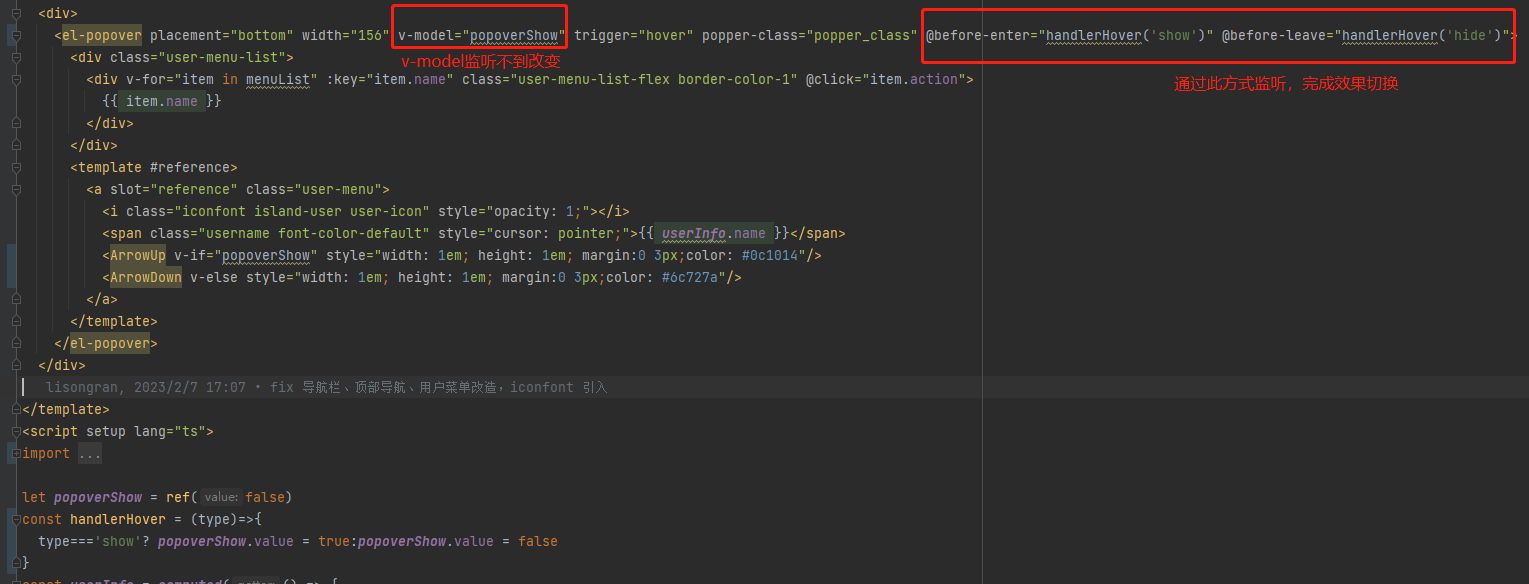 <div>
<el-popover placement="bottom" width="156" v-model="popoverShow" trigger="hover" popper-class="popper_class" @before-enter="handlerHover('show')" @before-leave="handlerHover('hide')">
v-model监听不到改变
<div class="user-menu-list">
<div v-for="item in menuList" :key="item.name" class="user-menu-list-flex border-color-1" @click="item.action">
通过此方式监听，完成效果切换
{{ item.name }}
</div>
</div>
<template #reference>
<a slot="reference" class="user-menu">
<i class="iconfont island-user user-icon" style="opacity: 1;"></i>
<span class="username font-color-default" style="cursor: pointer;">{{ userInfo.name }}</span>
<ArrowUp v-if="popoverShow" style="width: 1em; height: 1em; margin:0 3px;color: #0c1014"/>
<ArrowDown v-else style="width: 1em; height: 1em; margin:0 3px;color: #6c727a"/>
</a>
</template>
</el-popover>
</div>
lisongran, 2023/2/7 17:07 • fix 导航栏、顶部导航、用户菜单改造，iconfont 引入
</template>
<script setup lang="ts">
import ...
let popoverShow = ref( value: false)
const handlerHover = (type)=>{
type==='show'? popoverShow.value = true:popoverShow.value = false
}